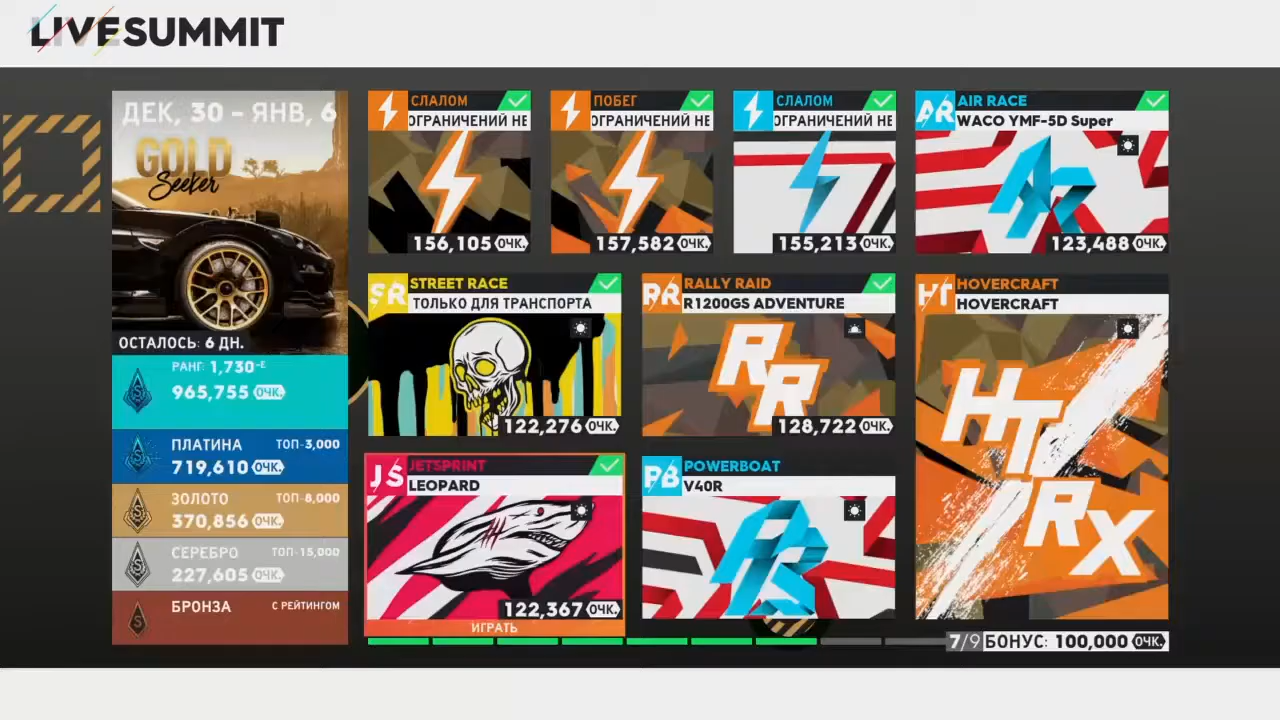 LIVESUMMIT
ДЕК, 30 – ЯНВ, 6
GOLD
Seeker
ОСТАЛОСЬ: 6 ДН.
РАНГ 1,730-Е
965,755 ОЧК.
ПЛАТИНА ТОП-3,000
719,610 ОЧК.
ЗОЛОТО ТОП-8,000
370,856 ОЧК.
СЕРЕБРО ТОП-15,000
227,605 ОЧК.
БРОНЗА С РЕЙТИНГОМ
СЛАЛОМ
ОГРАНИЧЕНИЙ НЕ
156,105 ОЧК.
ПОБЕГ
ОГРАНИЧЕНИЙ НЕ
157,582 ОЧК.
СЛАЛОМ
ОГРАНИЧЕНИЙ НЕ
155,213 ОЧК.
AR AIR RACE
WACO YMF-5D Super
AR
123,488 ОЧК.
SR STREET RACE
ТОЛЬКО ДЛЯ ТРАНСПОРТА
122,276 ОЧК.
RR RALLY RAID
R1200GS ADVENTURE
RR
128,722 ОЧК.
HT HOVERCRAFT
HOVERCRAFT
HT RX
JS JETSPRINT
LEOPARD
122,367 ОЧК.
ИГРАТЬ
PB POWERBOAT
V40R
PB
7/9 БОНУС: 100,000 ОЧК.